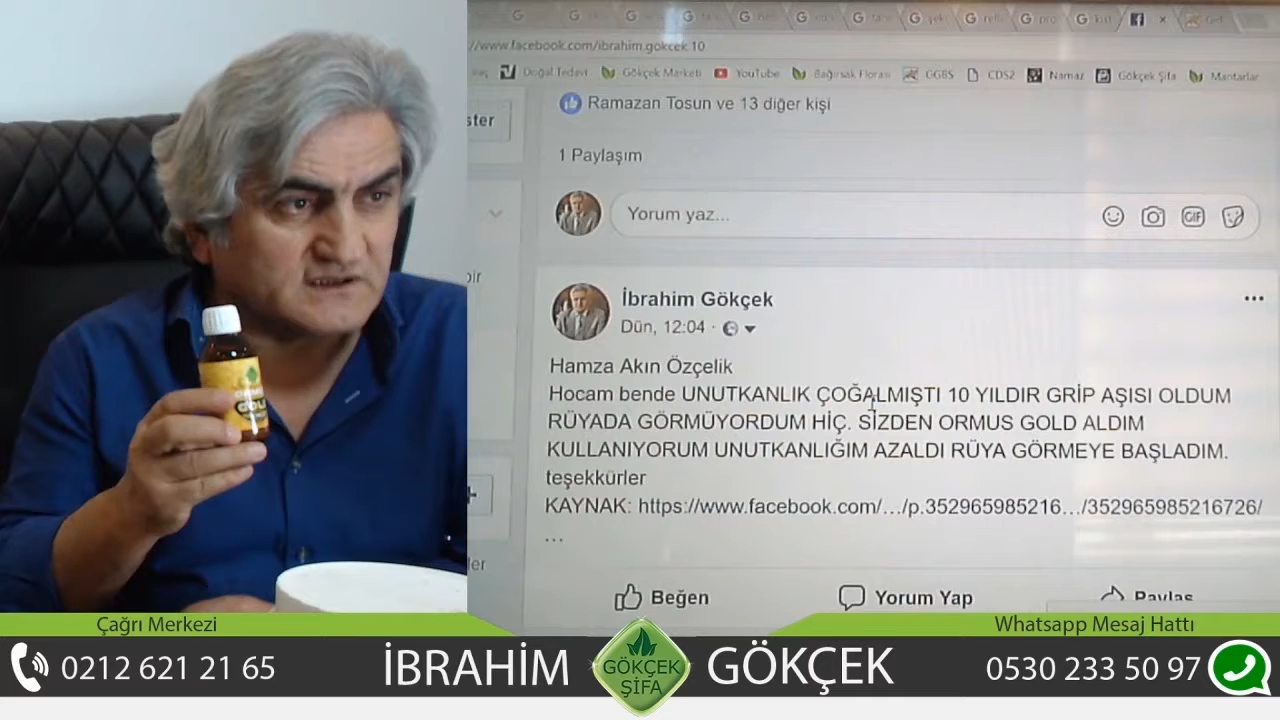 //www.facebook.com/ibrahim.gokcek.10
Doğal Tedavi Gökçek Marketi YouTube Bağırsak Florası GGBS CDS2 Namaz Gökçek Şifa Mantarlar
Ramazan Tosun ve 13 diğer kişi
1 Paylaşım
Yorum yaz...
GIF
İbrahim Gökçek
Dün, 12:04
Hamza Akın Özçelik
Hocam bende UNUTKANLIK ÇOĞALMIŞTI 10 YILDIR GRİP AŞISI OLDUM
RÜYADA GÖRMÜYORDUM HİÇ. SİZDEN ORMUS GOLD ALDIM
KULLANIYORUM UNUTKANLIĞIM AZALDI RÜYA GÖRMEYE BAŞLADIM.
teşekkürler
KAYNAK: https://www.facebook.com/…/p.352965985216…/352965985216726/
...
Beğen Yorum Yap Paylaş
Çağrı Merkezi
Whatsapp Mesaj Hattı
0212 621 21 65
İBRAHİM
GÖKÇEK
ŞİFA
GÖKÇEK
0530 233 50 97